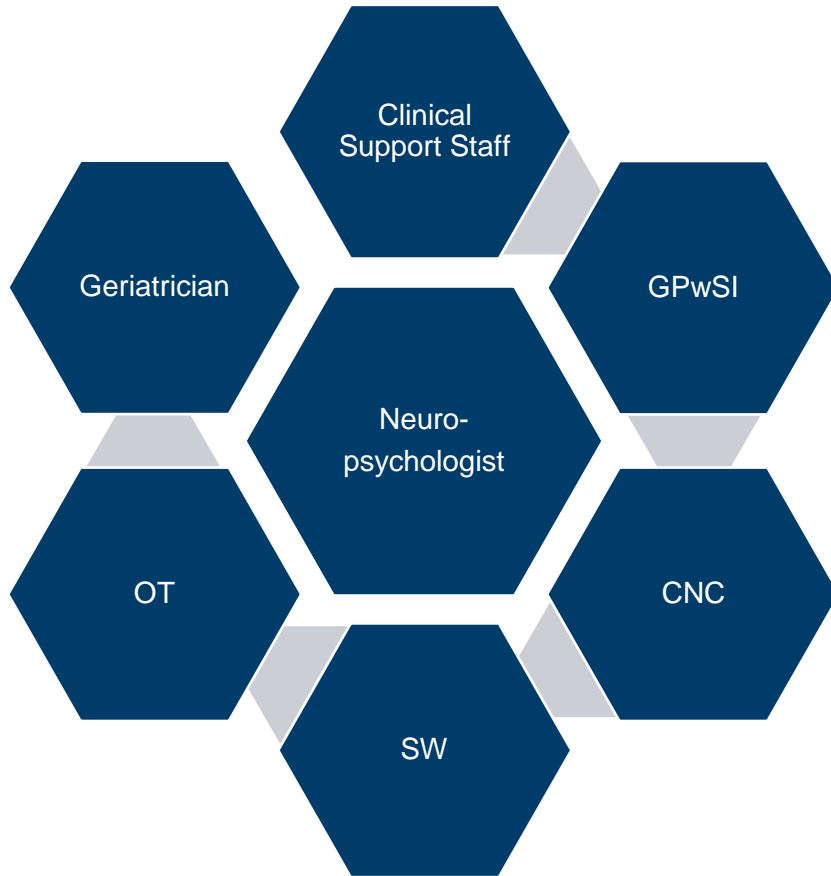 Clinical
Support Staff
Geriatrician
GPwSI
Neuro-
psychologist
OT
CNC
SW